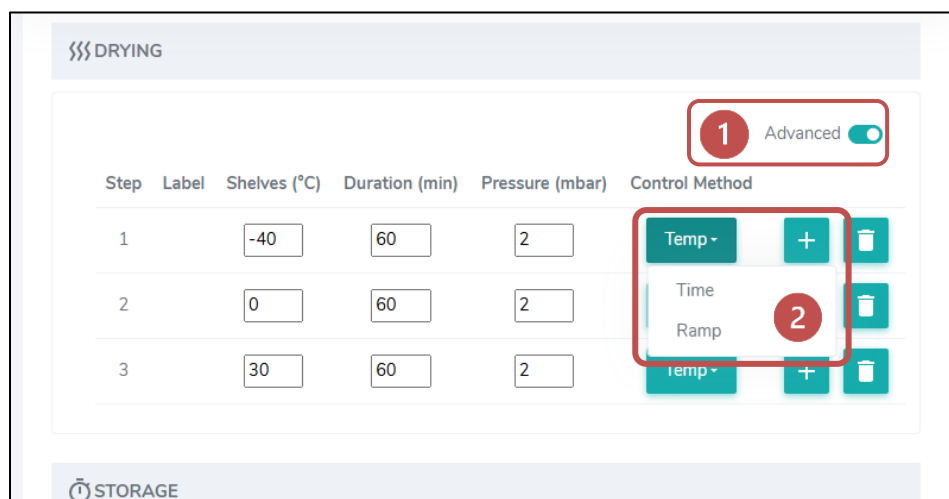 DRYING
1 Advanced
Step Label Shelves (°C) Duration (min) Pressure (mbar) Control Method
1 -40 60 2 Temp +
Time
2 0 60 2 2
Ramp
3 30 60 2 Temp +
STORAGE